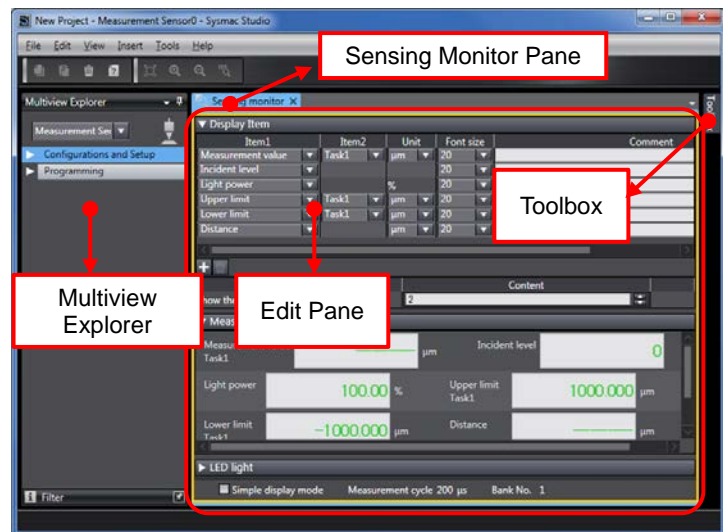 New Project - Measurement Sensor0 - Sysmac Studio
File Edit View Insert Tools Help
Sensing Monitor Pane
Multiview Explorer
Sensing monitor X
Measurement Sei
Configurations and Setup
Programming
Display Item
Item1 Item2 Unit Font size Comment
Measurement value Task1 μm 20
Incident level 20
Light power % 20
Upper limit Task1 μm 20
Lower limit Task1 μm 20
Distance μm 20
Toolbox
Multiview
Explorer
Edit Pane
Content
how the
2
Task1
μm
Incident level
0
Light power
100.00 %
Upper limit
Task1
1000.000 μm
Lower limit
Task1
-1000.000 μm
Distance
μm
LED light
Simple display mode Measurement cycle 200 μs Bank No. 1
Filter